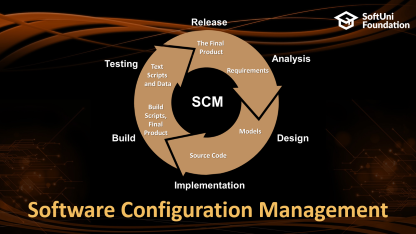 SoftUni
Foundation
Release
The Final
Product
Testing
Analysis
Text
Scripts
and Data
Requirements
SCM
Build
Scripts,
Final
Product
Models
Build
Design
Source Code
Implementation
Software Configuration Management